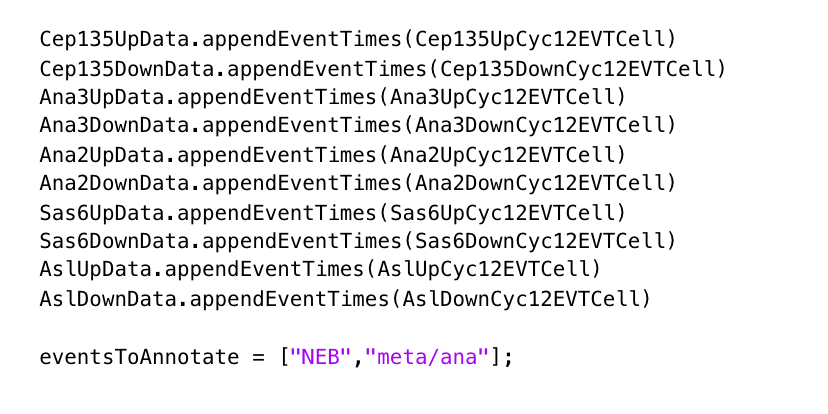 Cep135UpData.appendEventTimes(Cep135UpCyc12EVTCell)
Cep135DownData.appendEventTimes(Cep135DownCyc12EVTCell)
Ana3UpData.appendEventTimes(Ana3UpCyc12EVTCell)
Ana3DownData.appendEventTimes(Ana3DownCyc12EVTCell)
Ana2UpData.appendEventTimes(Ana2UpCyc12EVTCell)
Ana2DownData.appendEventTimes(Ana2DownCyc12EVTCell)
Sas6UpData.appendEventTimes(Sas6UpCyc12EVTCell)
Sas6DownData.appendEventTimes(Sas6DownCyc12EVTCell)
AslUpData.appendEventTimes(AslUpCyc12EVTCell)
AslDownData.appendEventTimes(AslDownCyc12EVTCell)
eventsToAnnotate = ["NEB","meta/ana"];